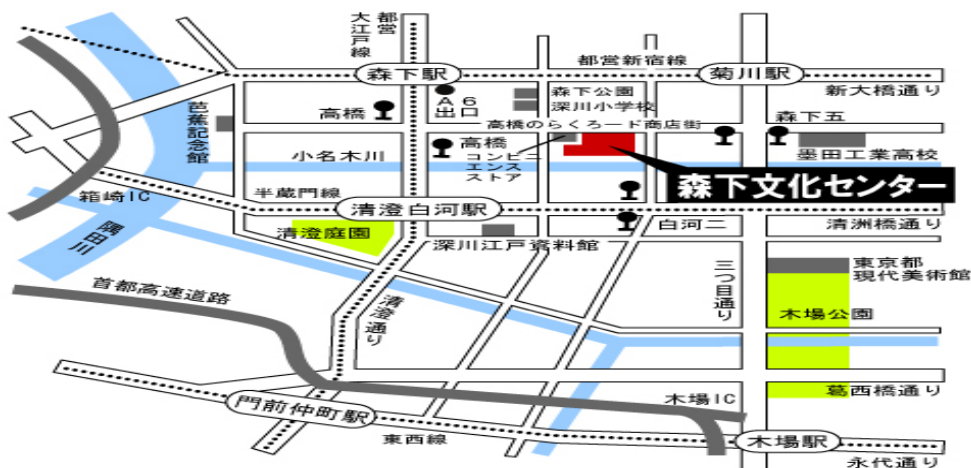 都営
大江戸線
都営新宿線
森下駅
菊川駅
新大橋通り
A6
出口
森下公園
深川小学校
高橋
芭蕉記念館
高橋のらくろード商店街
森下五
高橋
コンビニ
エンス
ストア
墨田工業高校
小名木川
森下文化センター
箱崎IC
半蔵門線
清澄白河駅
白河二
清洲橋通り
隅田川
清澄庭園
深川江戸資料館
東京都
現代美術館
三つ目通り
首都高速道路
清澄通り
木場公園
葛西橋通り
木場IC
門前仲町駅
東西線
木場駅
永代通り